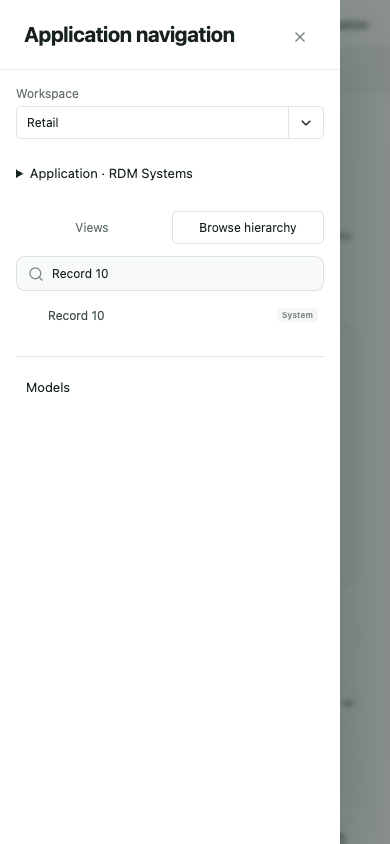 Application navigation
Workspace
Retail
Application · RDM Systems
Views
Browse hierarchy
Record 10
Record 10
System
Models